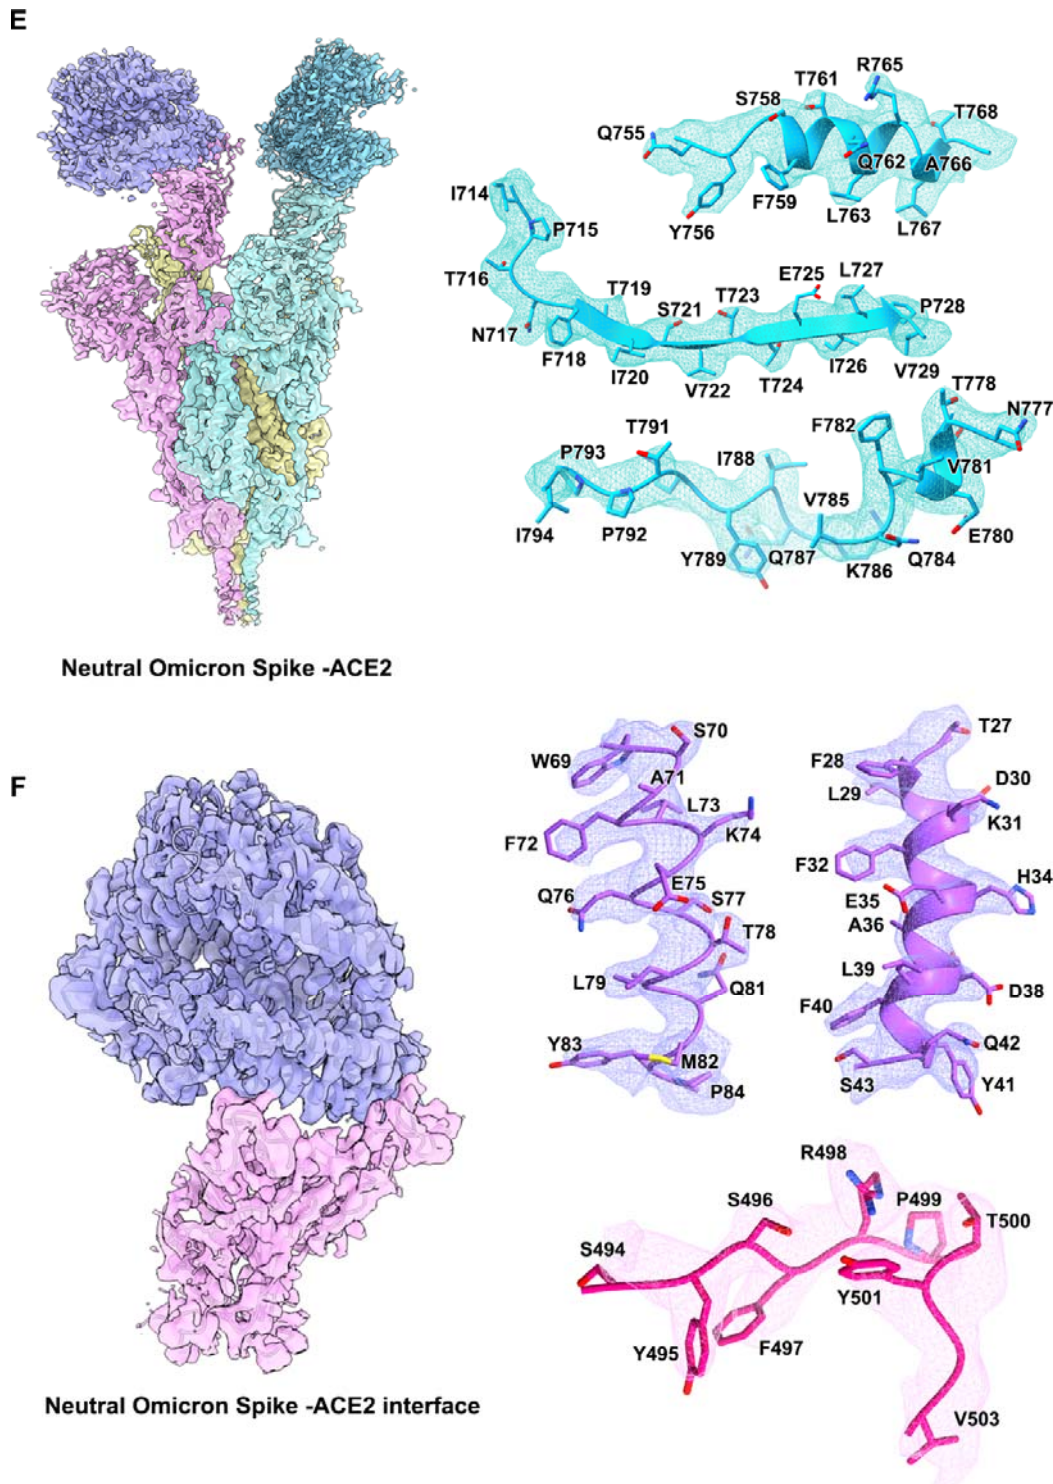 E
R765
T761
S758
T768
Q755
Q762
A766
I714
F759
L763
Y756
P715
L767
T716
E725
L727
T719
T723
S721
P728
N717
F718
I726
I720
V729
T724
V722
T778
N777
F782
T791
P793
I788
V781
V785
I794
P792
E780
Y789
Q787
Q784
K786
Neutral Omicron Spike -ACE2
F
S70
T27
W69
F28
A71
D30
L29
L73
K31
K74
F72
F32
H34
E75
Q76
S77
E35
A36
T78
L39
L79
Q81
D38
F40
Y83
Q42
M82
S43
Y41
P84
R498
S496
P499
T500
S494
Y501
F497
Y495
Neutral Omicron Spike -ACE2 interface
V503